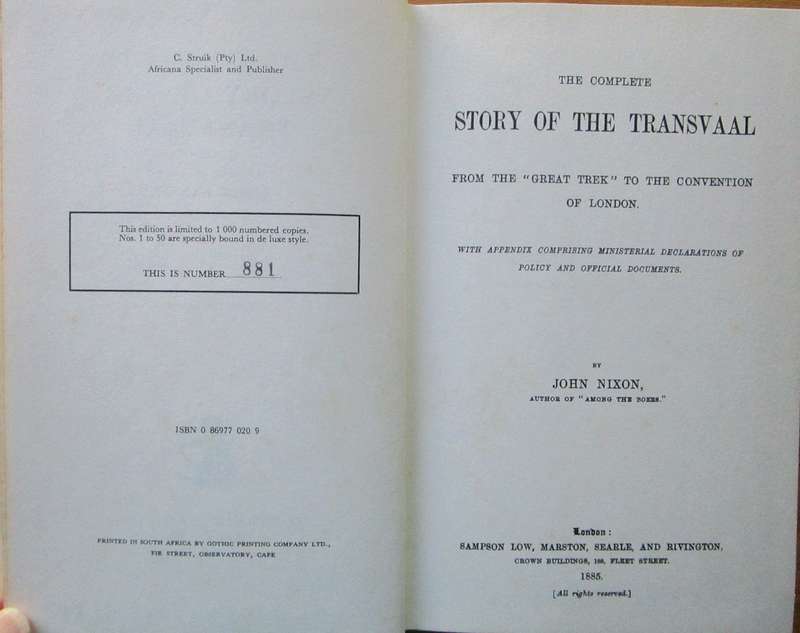 C. Struik (Pty) Ltd.
Africana Specialist and Publisher
This edition is limited to 1 000 numbered copies.
Nos. 1 to 50 are specially bound in de luxe style.
THIS IS NUMBER 881
ISBN 0 86977 020 9
PRINTED IN SOUTH AFRICA BY GOTHIC PRINTING COMPANY LTD.,
FIR STREET, OBSERVATORY, CAPE
THE COMPLETE
STORY OF THE TRANSVAAL
FROM THE "GREAT TREK" TO THE CONVENTION
OF LONDON.
WITH APPENDIX COMPRISING MINISTERIAL DECLARATIONS OF
POLICY AND OFFICIAL DOCUMENTS.
BY
JOHN NIXON,
AUTHOR OF "AMONG THE BOERS."
London:
SAMPSON LOW, MARSTON, SEARLE, AND RIVINGTON,
CROWN BUILDINGS, 188, FLEET STREET.
1885.
[All rights reserved.]